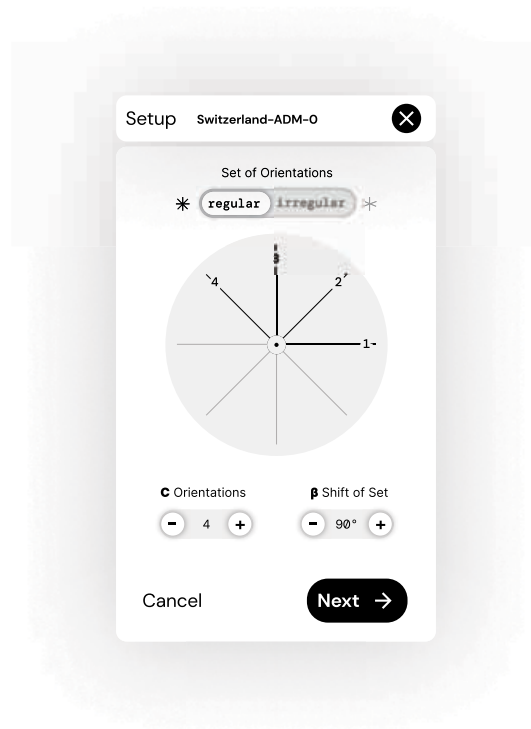 Setup Switzerland-ADM-0
Set of Orientations
regular irregular
3
4 2
1
C Orientations β Shift of Set
- 4 + - 90° +
Cancel Next →